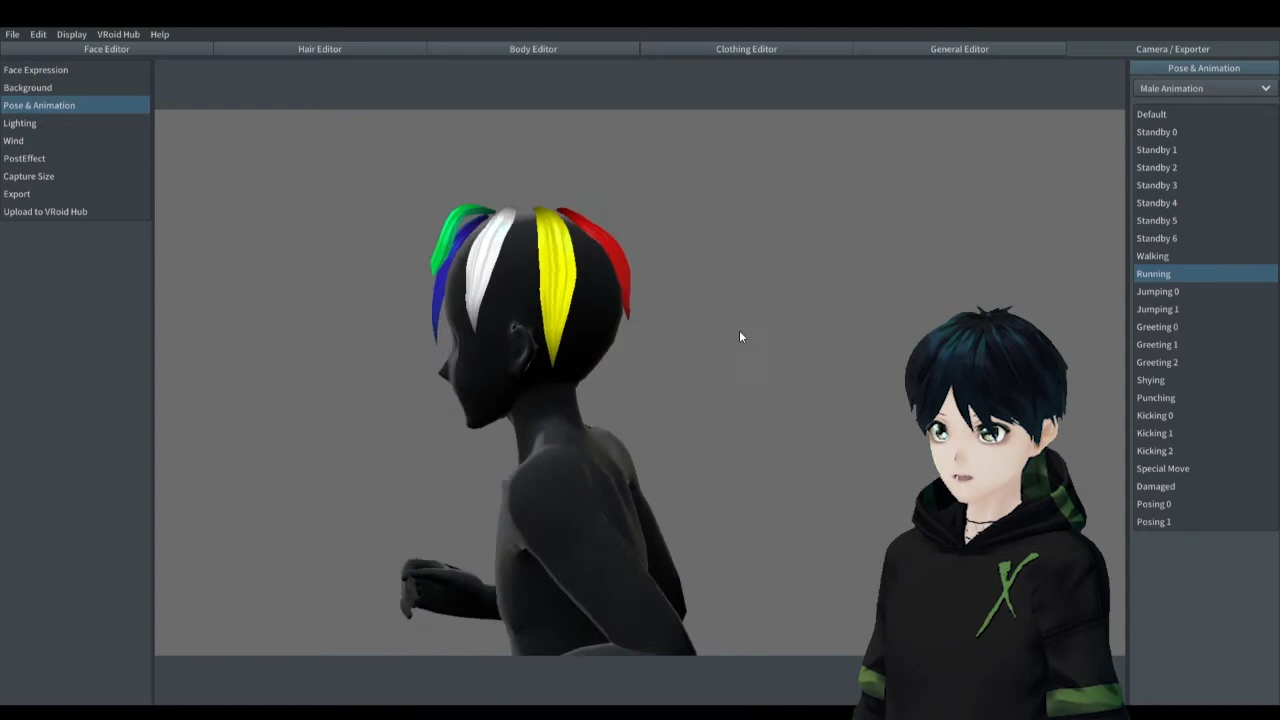 File Edit Display VRoid Hub Help
Face Editor Hair Editor Body Editor Clothing Editor General Editor Camera / Exporter
Face Expression
Background
Pose & Animation
Lighting
Wind
PostEffect
Capture Size
Export
Upload to VRoid Hub
Pose & Animation
Male Animation
Default
Standby 0
Standby 1
Standby 2
Standby 3
Standby 4
Standby 5
Standby 6
Walking
Running
Jumping 0
Jumping 1
Greeting 0
Greeting 1
Greeting 2
Shying
Punching
Kicking 0
Kicking 1
Kicking 2
Special Move
Damaged
Posing 0
Posing 1
X